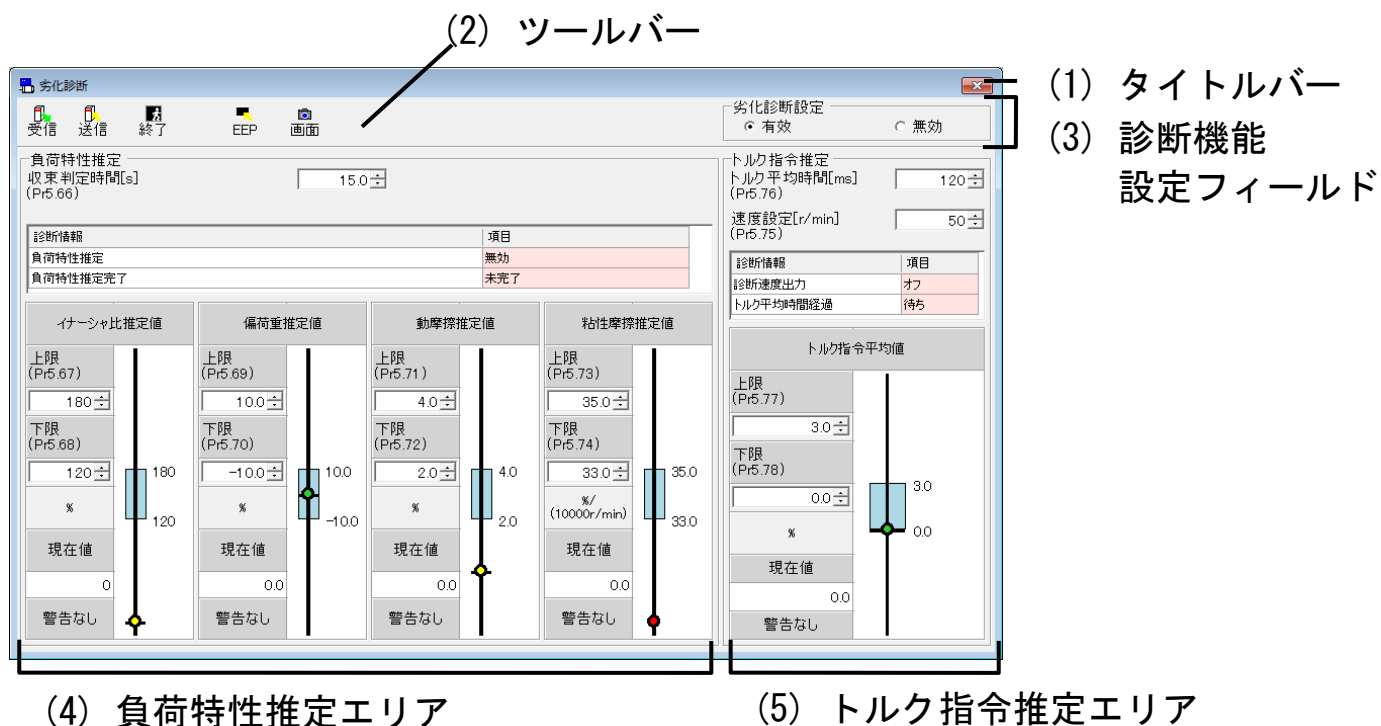 (2) ツールバー
劣化診断
(1) タイトルバー
受信 送信 終了 EEP 画面
劣化診断設定
有効 無効
(3) 診断機能
設定フィールド
負荷特性推定
収束判定時間[s]
(Pr5.66)
15.0
診断情報 項目
負荷特性推定 無効
負荷特性推定完了 未完了
トルク指令推定
トルク平均時間[ms]
(Pr5.76)
120
速度設定[r/min]
(Pr5.75)
50
診断情報 項目
診断速度出力 オフ
トルク平均時間経過 待ち
イナーシャ比推定値
上限
(Pr5.67)
180
下限
(Pr5.68)
120
%
現在値
0
警告なし
180
120
偏荷重推定値
上限
(Pr5.69)
10.0
下限
(Pr5.70)
-10.0
%
現在値
0.0
警告なし
10.0
-10.0
動摩擦推定値
上限
(Pr5.71)
4.0
下限
(Pr5.72)
2.0
%
現在値
0.0
警告なし
4.0
2.0
粘性摩擦推定値
上限
(Pr5.73)
35.0
下限
(Pr5.74)
33.0
%/
(10000r/min)
現在値
0.0
警告なし
35.0
33.0
トルク指令平均値
上限
(Pr5.77)
3.0
下限
(Pr5.78)
0.0
%
現在値
0.0
警告なし
3.0
0.0
(4) 負荷特性推定エリア
(5) トルク指令推定エリア